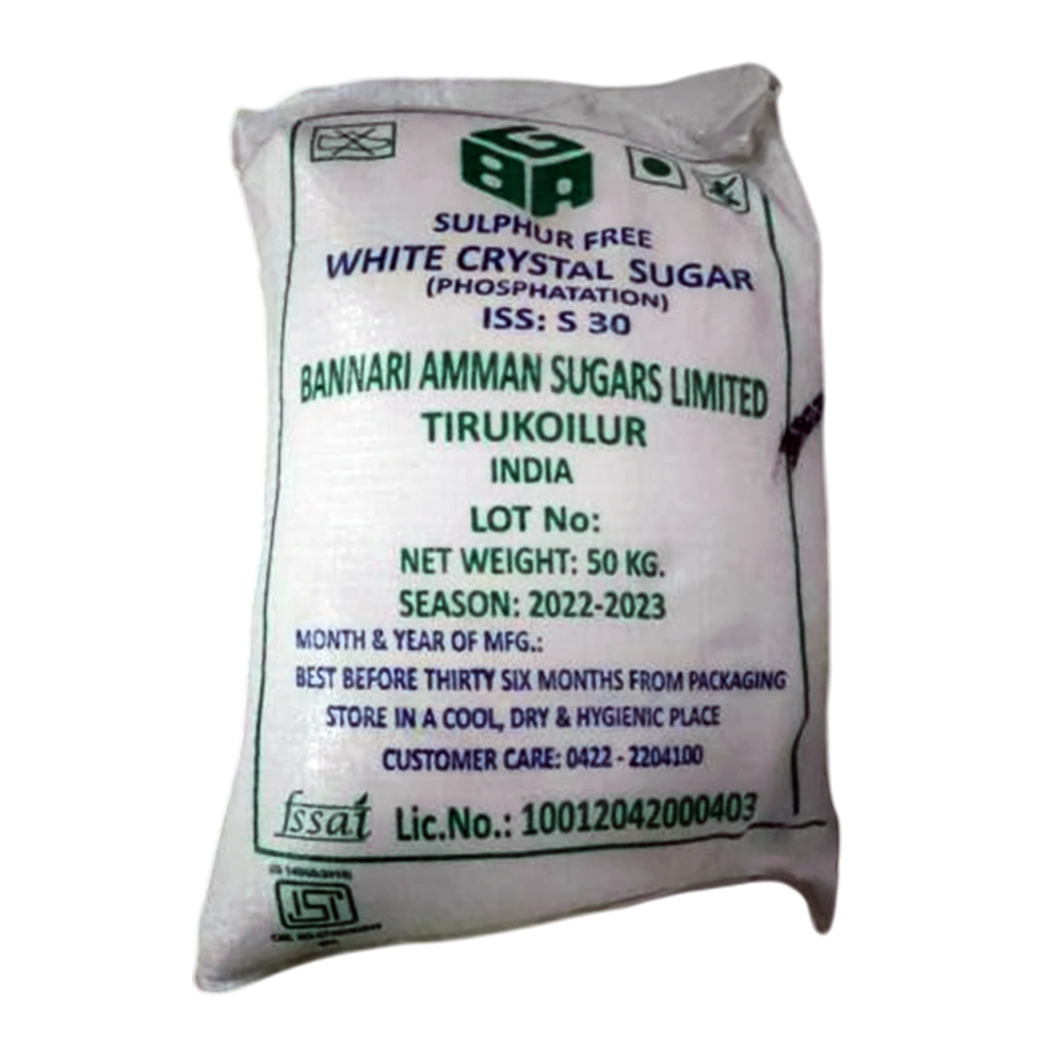 GBA
SULPHUR FREE
WHITE CRYSTAL SUGAR
(PHOSPHATATION)
ISS: S 30
BANNARI AMMAN SUGARS LIMITED
TIRUKOILUR
INDIA
LOT No:
NET WEIGHT: 50 KG.
SEASON: 2022-2023
MONTH & YEAR OF MFG.:
BEST BEFORE THIRTY SIX MONTHS FROM PACKAGING
STORE IN A COOL, DRY & HYGIENIC PLACE
CUSTOMER CARE: 0422 - 2204100
fssai Lic.No.: 10012042000403
ISI